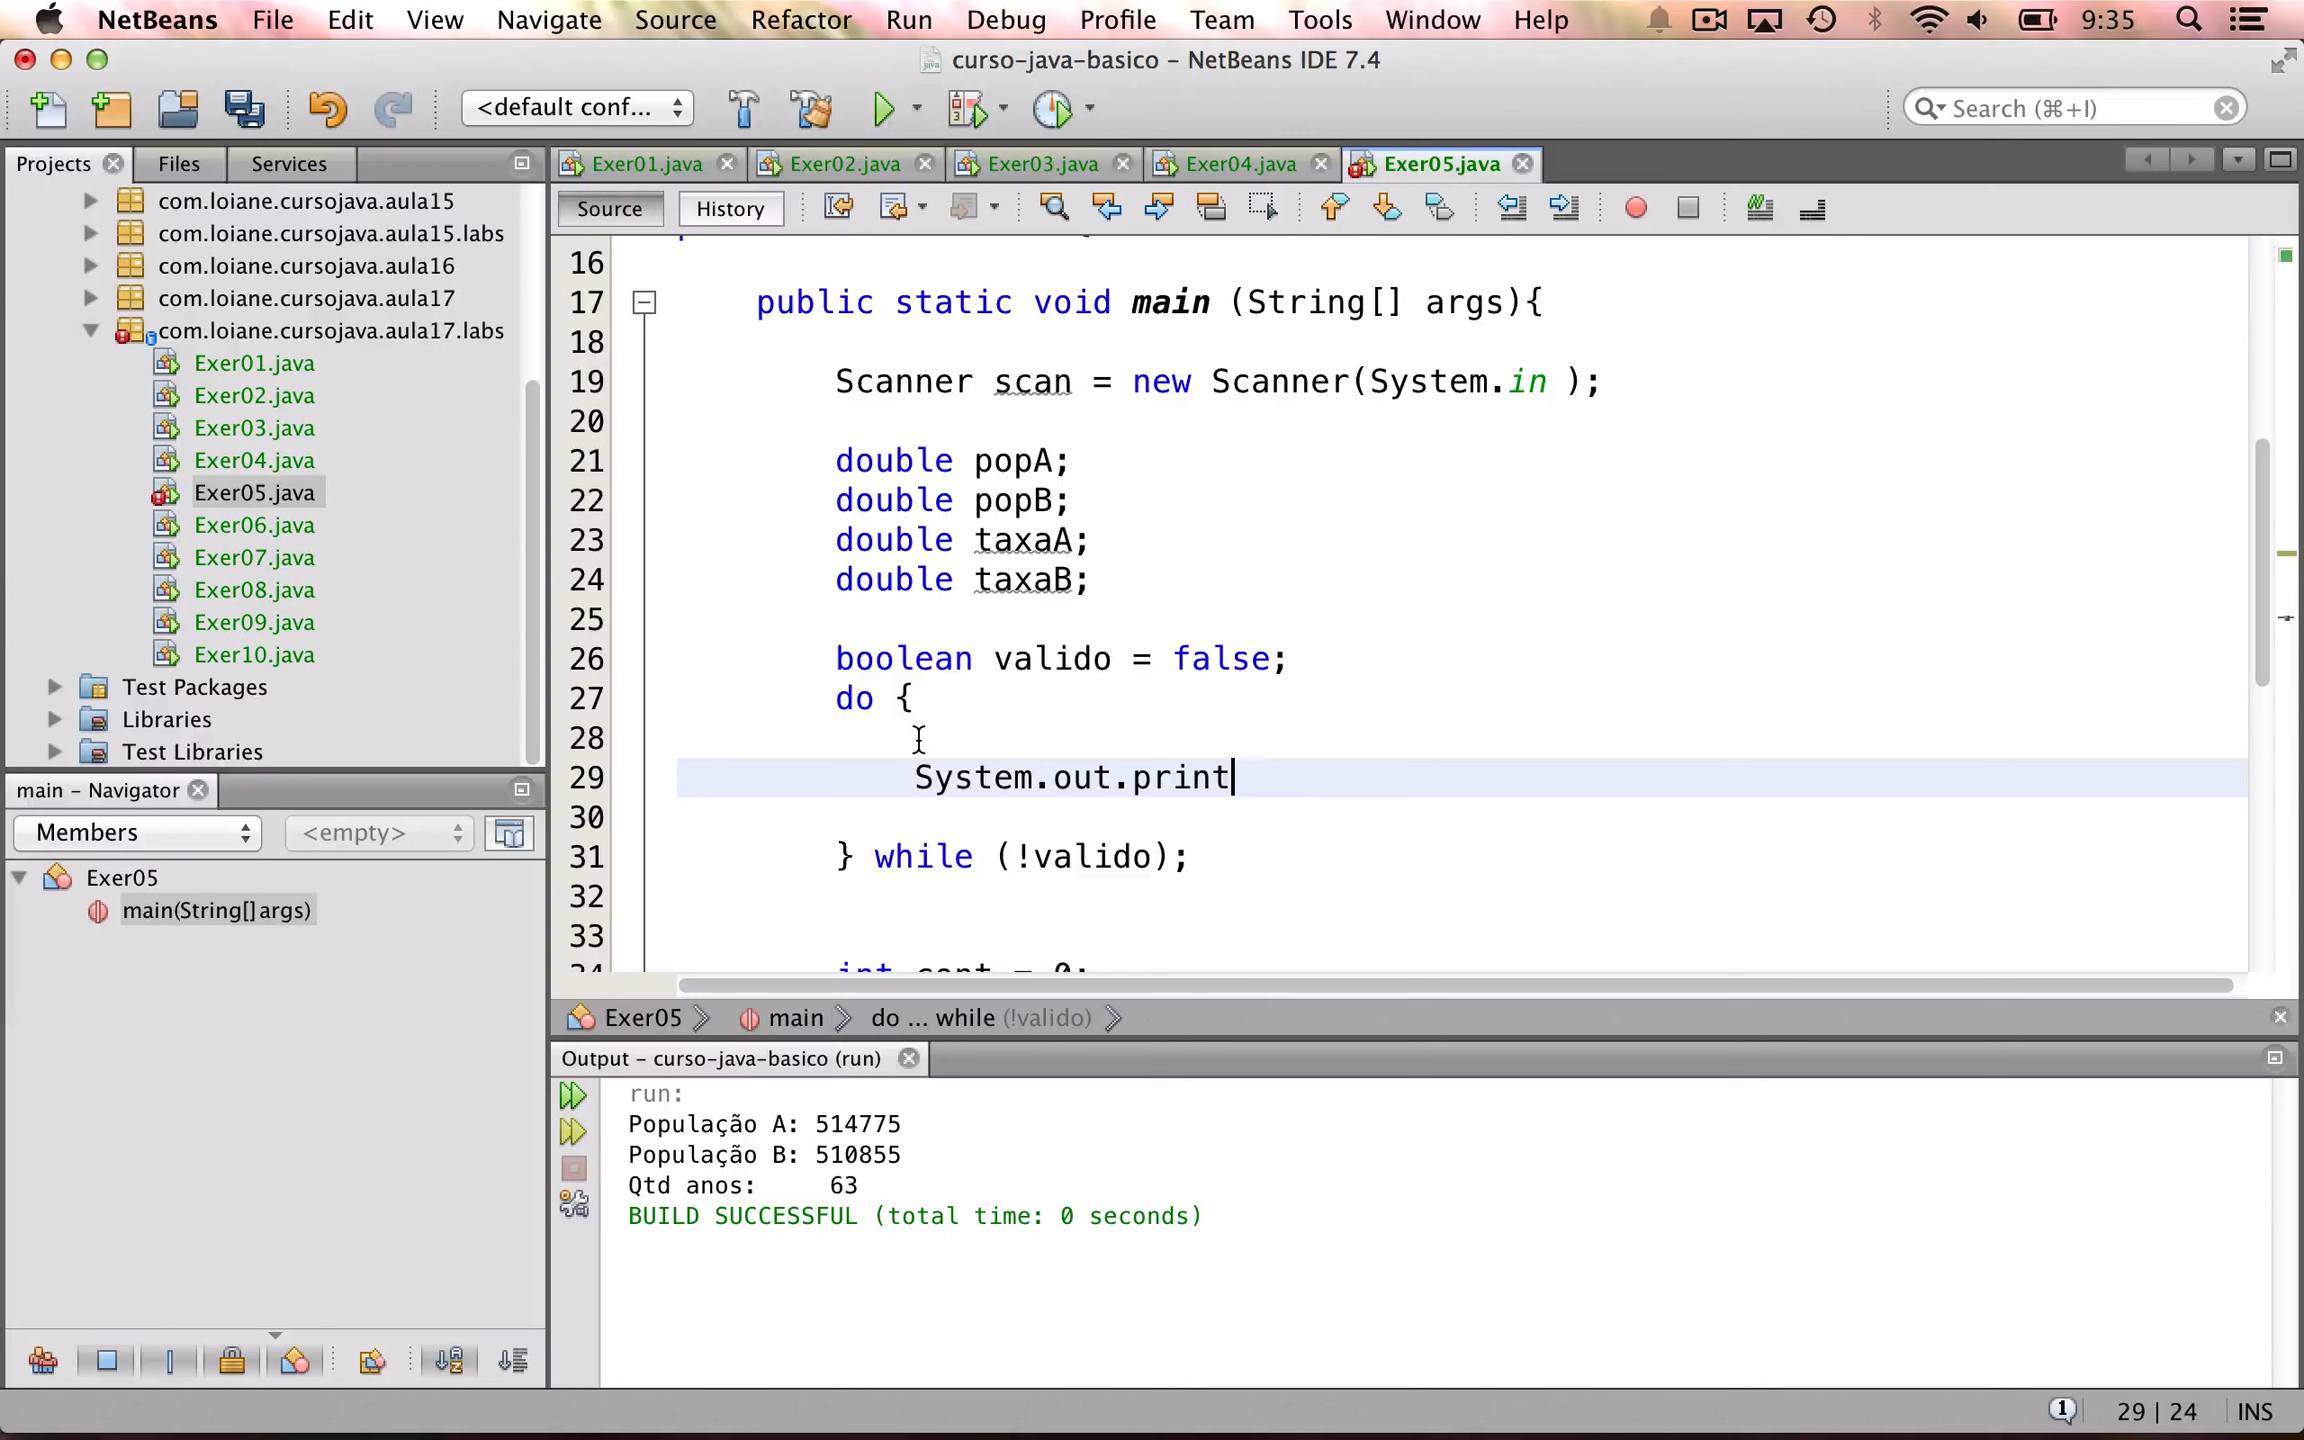 NetBeans File Edit View Navigate Source Refactor Run Debug Profile Team Tools Window Help 9:35
curso-java-basico - NetBeans IDE 7.4
<default conf... Search (⌘+I)
Projects Files Services
Exer01.java Exer02.java Exer03.java Exer04.java Exer05.java
Source History
com.loiane.cursojava.aula15
com.loiane.cursojava.aula15.labs
com.loiane.cursojava.aula16
com.loiane.cursojava.aula17
com.loiane.cursojava.aula17.labs
Exer01.java
Exer02.java
Exer03.java
Exer04.java
Exer05.java
Exer06.java
Exer07.java
Exer08.java
Exer09.java
Exer10.java
Test Packages
Libraries
Test Libraries
main - Navigator
Members <empty>
Exer05
main(String[] args)
16
17 public static void main (String[] args){
18
19 Scanner scan = new Scanner(System.in );
20
21 double popA;
22 double popB;
23 double taxaA;
24 double taxaB;
25
26 boolean valido = false;
27 do {
28
29 System.out.print
30
31 } while (!valido);
32
33
34 int cont = 0;
Exer05 main do ... while (!valido)
Output - curso-java-basico (run)
run:
População A: 514775
População B: 510855
Qtd anos: 63
BUILD SUCCESSFUL (total time: 0 seconds)
1 29 | 24 INS